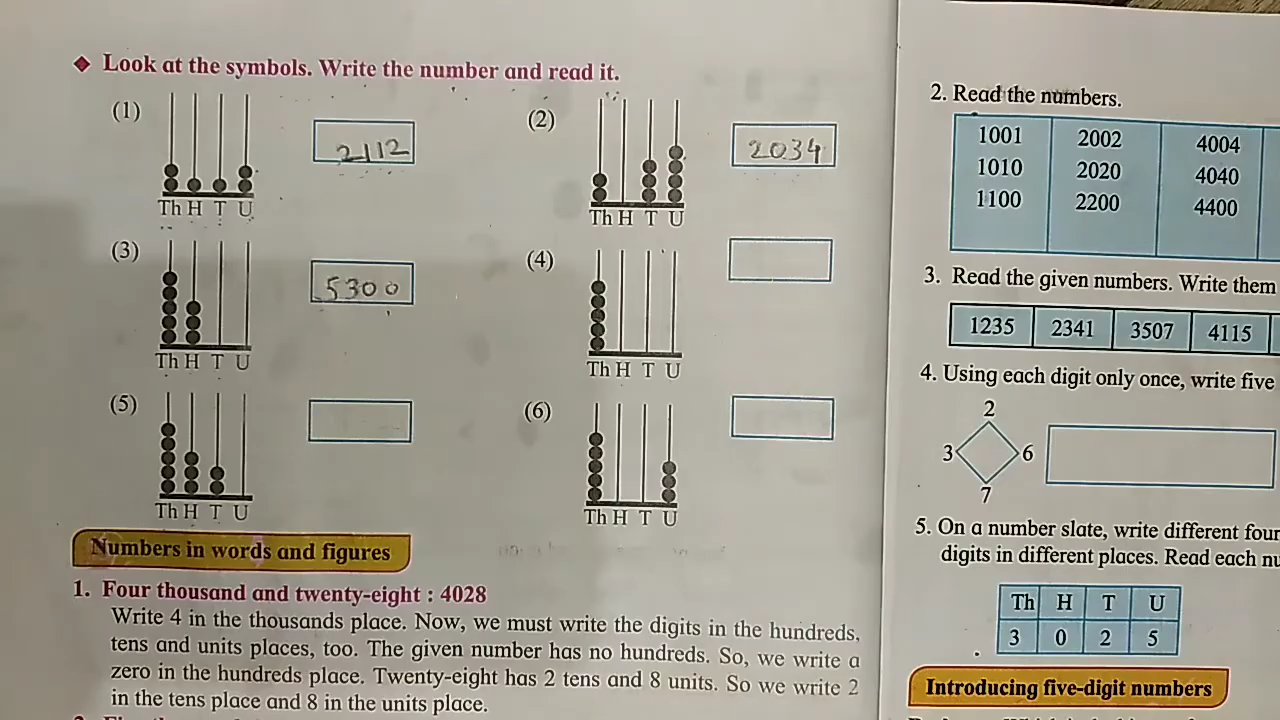 ◆ Look at the symbols. Write the number and read it.
(1)
2112
Th H T U
(2)
2034
Th H T U
(3)
5300
Th H T U
(4)
Th H T U
(5)
Th H T U
(6)
Th H T U
Numbers in words and figures
1. Four thousand and twenty-eight : 4028
Write 4 in the thousands place. Now, we must write the digits in the hundreds,
tens and units places, too. The given number has no hundreds. So, we write a
zero in the hundreds place. Twenty-eight has 2 tens and 8 units. So we write 2
in the tens place and 8 in the units place.
2. Read the numbers.
1001 2002 4004
1010 2020 4040
1100 2200 4400
3. Read the given numbers. Write them
1235 2341 3507 4115
4. Using each digit only once, write five
2
3 6
7
5. On a number slate, write different four
digits in different places. Read each nu
Th H T U
3 0 2 5
Introducing five-digit numbers